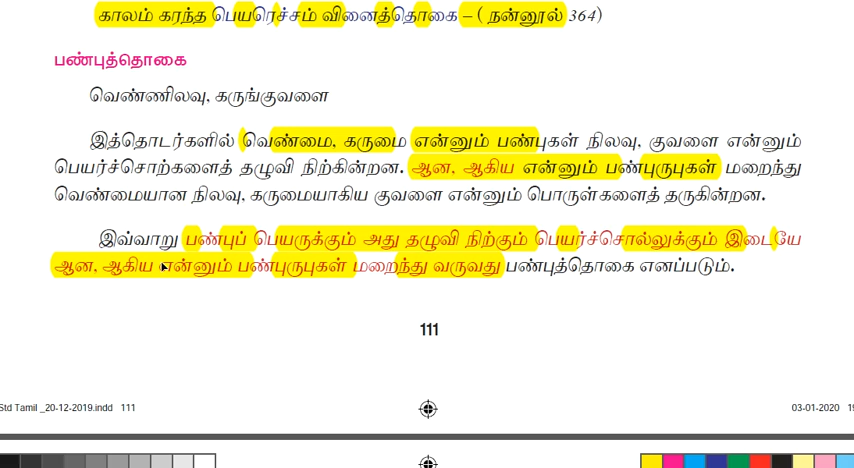 காலம் கரந்த பெயரெச்சம் வினைத்தொகை – ( நன்னூல் 364)
பண்புத்தொகை
வெண்ணிலவு, கருங்குவளை
இத்தொடர்களில் வெண்மை, கருமை என்னும் பண்புகள் நிலவு, குவளை என்னும்
பெயர்ச்சொற்களைத் தழுவி நிற்கின்றன. ஆன, ஆகிய என்னும் பண்புருபுகள் மறைந்து
வெண்மையான நிலவு, கருமையாகிய குவளை என்னும் பொருள்களைத் தருகின்றன.
இவ்வாறு பண்புப் பெயருக்கும் அது தழுவி நிற்கும் பெயர்ச்சொல்லுக்கும் இடையே
ஆன, ஆகிய என்னும் பண்புருபுகள் மறைந்து வருவது பண்புத்தொகை எனப்படும்.
111
Std Tamil _20-12-2019.indd 111
03-01-2020